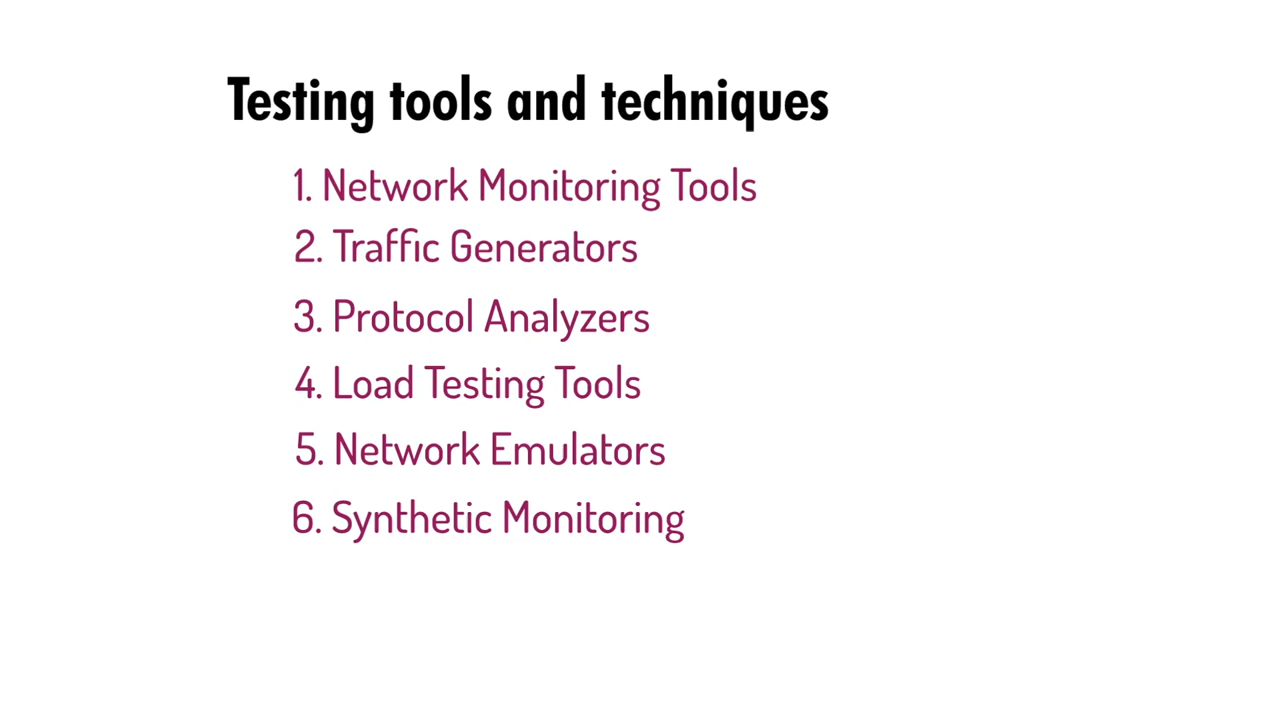 Testing tools and techniques
1. Network Monitoring Tools
2. Traffic Generators
3. Protocol Analyzers
4. Load Testing Tools
5. Network Emulators
6. Synthetic Monitoring